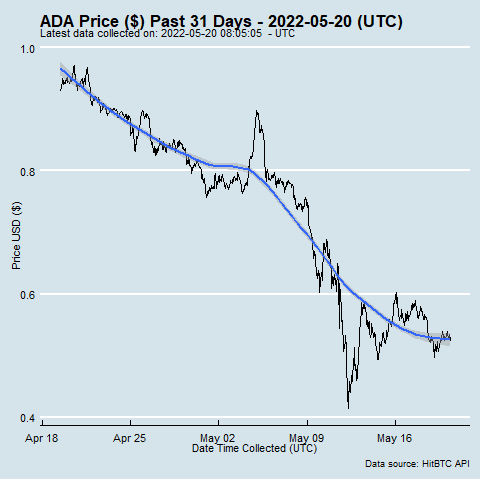 ADA Price ($) Past 31 Days - 2022-05-20 (UTC)
Latest data collected on: 2022-05-20 08:05:05 - UTC
1.0
0.8
0.6
0.4
Price USD ($)
Apr 18 Apr 25 May 02 May 09 May 16
Date Time Collected (UTC)
Data source: HitBTC API